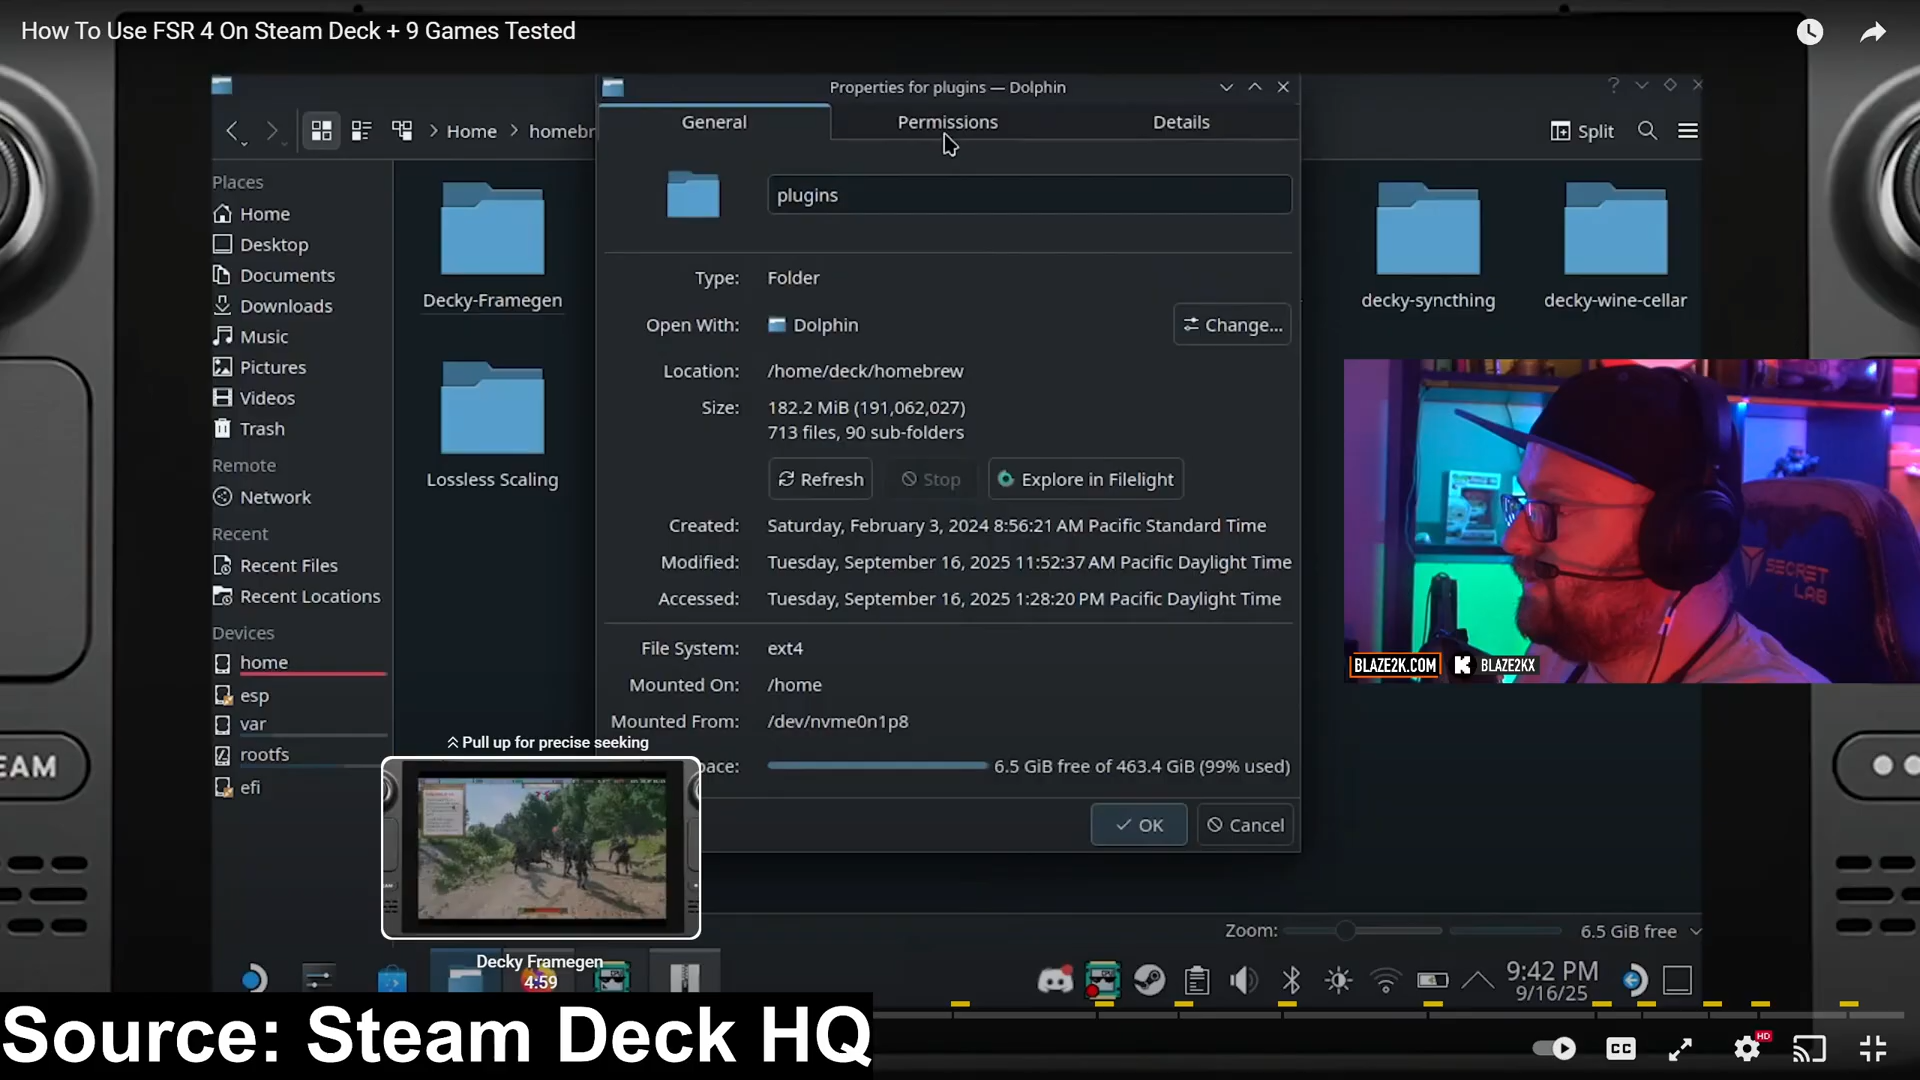 How To Use FSR 4 On Steam Deck + 9 Games Tested
Properties for plugins — Dolphin
General
Permissions
Details
Home
homebr
Split
Places
Home
Desktop
Documents
Downloads
Music
Pictures
Videos
Trash
Remote
Network
Recent
Recent Files
Recent Locations
Devices
home
esp
var
rootfs
efi
Decky-Framegen
Lossless Scaling
decky-syncthing
decky-wine-cellar
plugins
Type: Folder
Open With: Dolphin
Change...
Location: /home/deck/homebrew
Size: 182.2 MiB (191,062,027)
713 files, 90 sub-folders
Refresh
Stop
Explore in Filelight
Created: Saturday, February 3, 2024 8:56:21 AM Pacific Standard Time
Modified: Tuesday, September 16, 2025 11:52:37 AM Pacific Daylight Time
Accessed: Tuesday, September 16, 2025 1:28:20 PM Pacific Daylight Time
File System: ext4
Mounted On: /home
Mounted From: /dev/nvme0n1p8
pace: 6.5 GiB free of 463.4 GiB (99% used)
OK
Cancel
SECRET
LAB
BLAZE2K.COM
BLAZE2KX
EAM
Pull up for precise seeking
Zoom:
6.5 GiB free
Decky Framegen
4:59
9:42 PM
9/16/25
Source: Steam Deck HQ
CC
HD